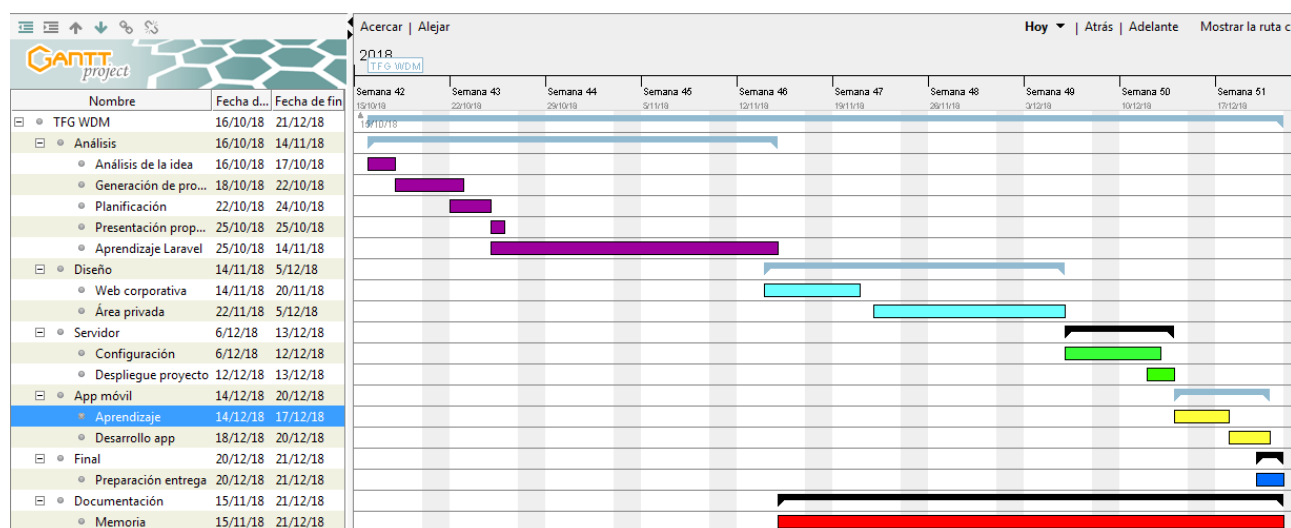 Acercar | Alejar
Hoy | Atrás | Adelante Mostrar la ruta c
GANTT
project
2018
TFG WDM
Semana 42 Semana 43 Semana 44 Semana 45 Semana 46 Semana 47 Semana 48 Semana 49 Semana 50 Semana 51
15/10/18 22/10/18 29/10/18 5/11/18 12/11/18 19/11/18 26/11/18 3/12/18 10/12/18 17/12/18
Nombre Fecha d... Fecha de fin
TFG WDM 16/10/18 21/12/18
15/10/18
Análisis 16/10/18 14/11/18
Análisis de la idea 16/10/18 17/10/18
Generación de pro... 18/10/18 22/10/18
Planificación 22/10/18 24/10/18
Presentación prop... 25/10/18 25/10/18
Aprendizaje Laravel 25/10/18 14/11/18
Diseño 14/11/18 5/12/18
Web corporativa 14/11/18 20/11/18
Área privada 22/11/18 5/12/18
Servidor 6/12/18 13/12/18
Configuración 6/12/18 12/12/18
Despliegue proyecto 12/12/18 13/12/18
App móvil 14/12/18 20/12/18
Aprendizaje 14/12/18 17/12/18
Desarrollo app 18/12/18 20/12/18
Final 20/12/18 21/12/18
Preparación entrega 20/12/18 21/12/18
Documentación 15/11/18 21/12/18
Memoria 15/11/18 21/12/18